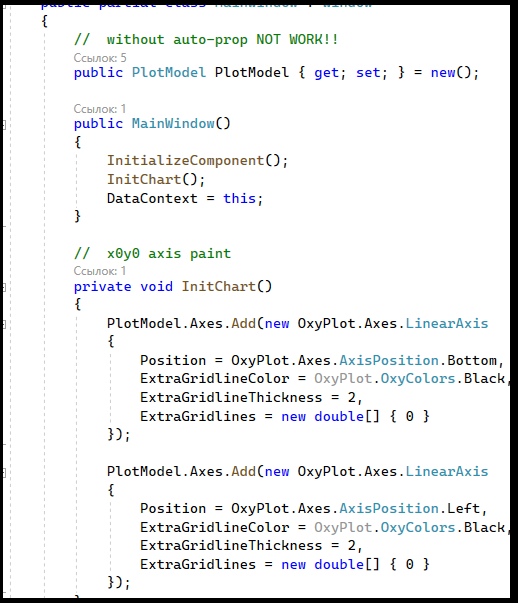 public partial class MainWindow : Window
{
//  without auto-prop NOT WORK!!
Ссылок: 5
public PlotModel PlotModel { get; set; } = new();
Ссылок: 1
public MainWindow()
{
InitializeComponent();
InitChart();
DataContext = this;
}
//  x0y0 axis paint
Ссылок: 1
private void InitChart()
{
PlotModel.Axes.Add(new OxyPlot.Axes.LinearAxis
{
Position = OxyPlot.Axes.AxisPosition.Bottom,
ExtraGridlineColor = OxyPlot.OxyColors.Black,
ExtraGridlineThickness = 2,
ExtraGridlines = new double[] { 0 }
});
PlotModel.Axes.Add(new OxyPlot.Axes.LinearAxis
{
Position = OxyPlot.Axes.AxisPosition.Left,
ExtraGridlineColor = OxyPlot.OxyColors.Black,
ExtraGridlineThickness = 2,
ExtraGridlines = new double[] { 0 }
});
}